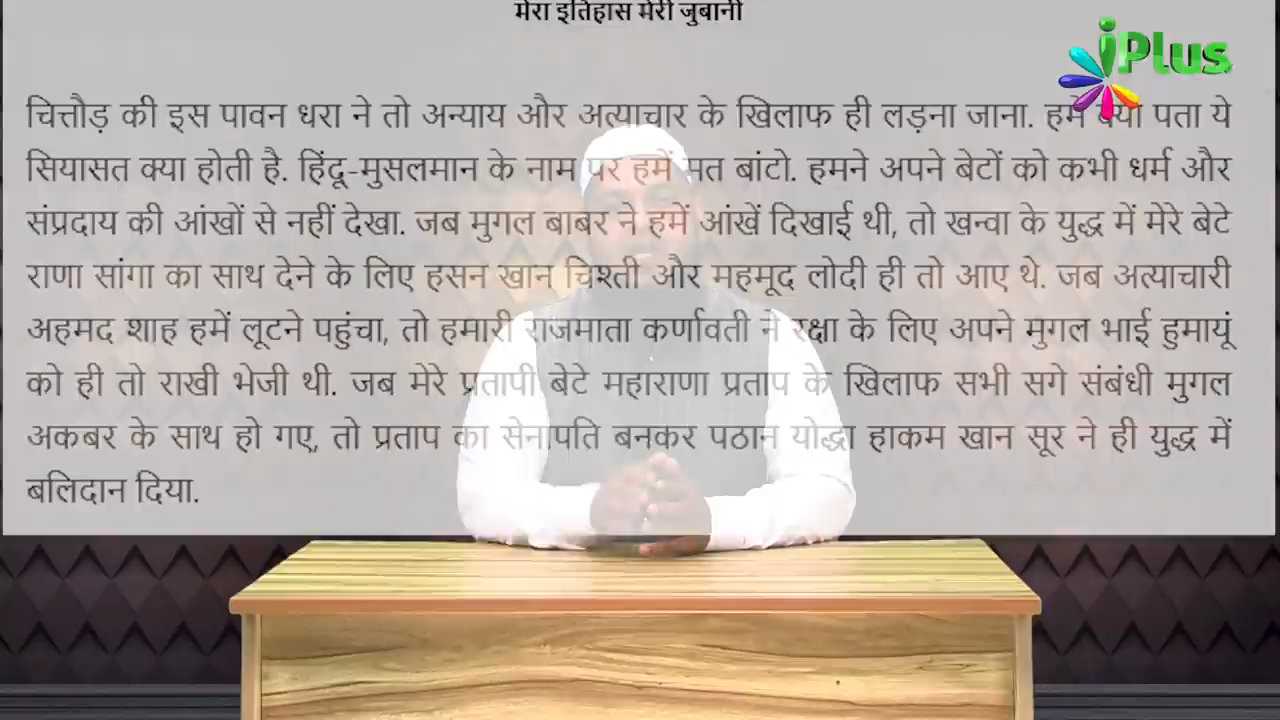 मेरा इतिहास मेरी जुबानी
iPlus
चित्तौड़ की इस पावन धरा ने तो अन्याय और अत्याचार के खिलाफ ही लड़ना जाना. हमें क्या पता ये
सियासत क्या होती है. हिंदू-मुसलमान के नाम पर हमें मत बांटो. हमने अपने बेटों को कभी धर्म और
संप्रदाय की आंखों से नहीं देखा. जब मुगल बाबर ने हमें आंखें दिखाई थी, तो खन्वा के युद्ध में मेरे बेटे
राणा सांगा का साथ देने के लिए हसन खान चिश्ती और महमूद लोदी ही तो आए थे. जब अत्याचारी
अहमद शाह हमें लूटने पहुंचा, तो हमारी राजमाता कर्णावती ने रक्षा के लिए अपने मुगल भाई हुमायूं
को ही तो राखी भेजी थी. जब मेरे प्रतापी बेटे महाराणा प्रताप के खिलाफ सभी सगे संबंधी मुगल
अकबर के साथ हो गए, तो प्रताप का सेनापति बनकर पठान योद्धा हाकम खान सूर ने ही युद्ध में
बलिदान दिया.